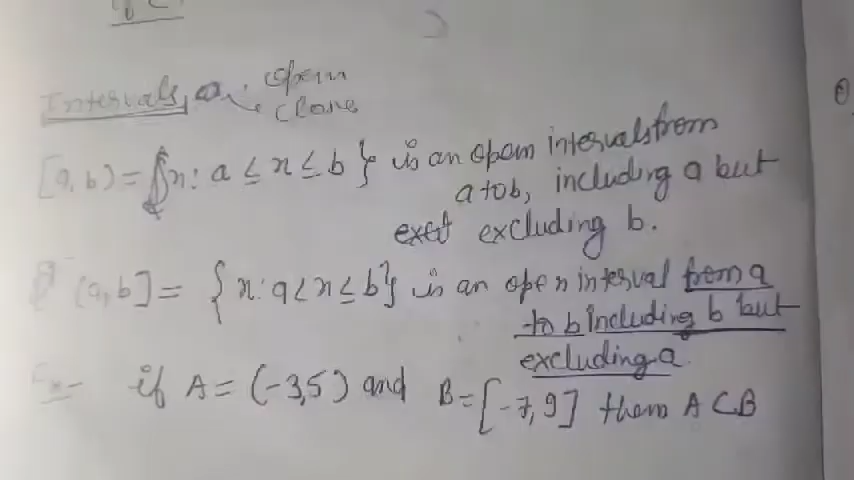 Intervals,
open
close
[a,b) = {x: a ≤ x ≤ b} is an open intervals from
a to b, including a but
excluding b.
(a,b] = {x: a < x ≤ b} is an open interval from a
to b including b but
excluding a.
if A = (-3,5) and B = [-7,9] then A ⊂ B